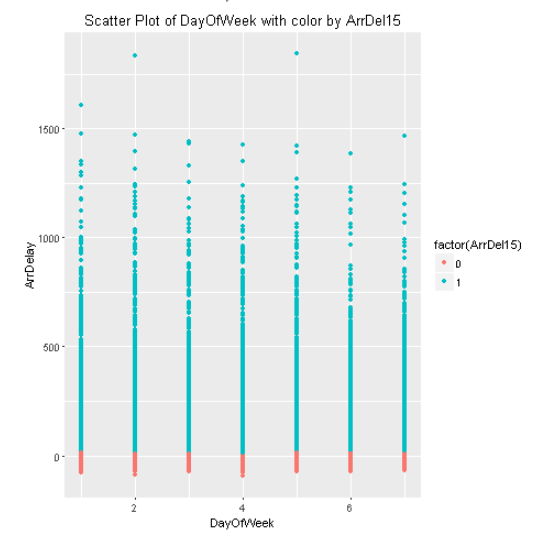 Scatter Plot of DayOfWeek with color by ArrDel15
1500
1000
500
0
ArrDelay
2
4
6
DayOfWeek
factor(ArrDel15)
0
1